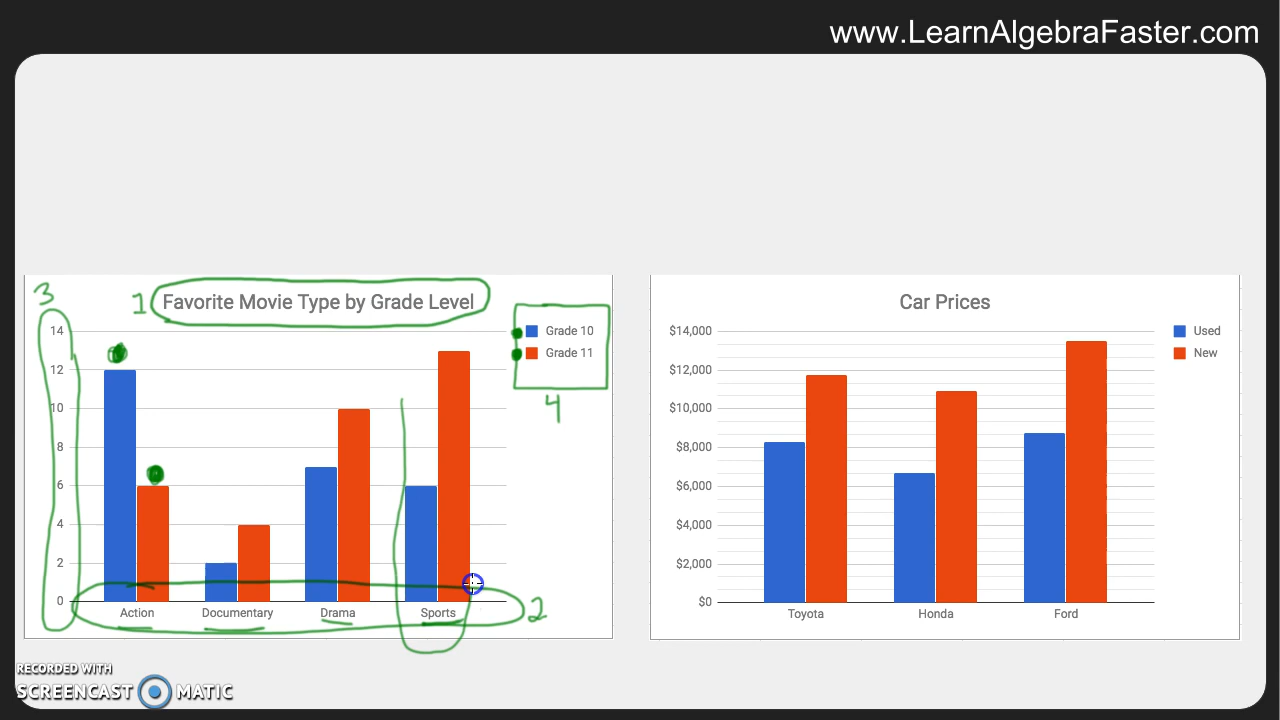 www.LearnAlgebraFaster.com
3
1
Favorite Movie Type by Grade Level
Grade 10
Grade 11
4
14
12
10
8
6
4
2
0
Action Documentary Drama Sports
2
Car Prices
Used
New
$14,000
$12,000
$10,000
$8,000
$6,000
$4,000
$2,000
$0
Toyota Honda Ford
RECORDED WITH
SCREENCAST MATIC